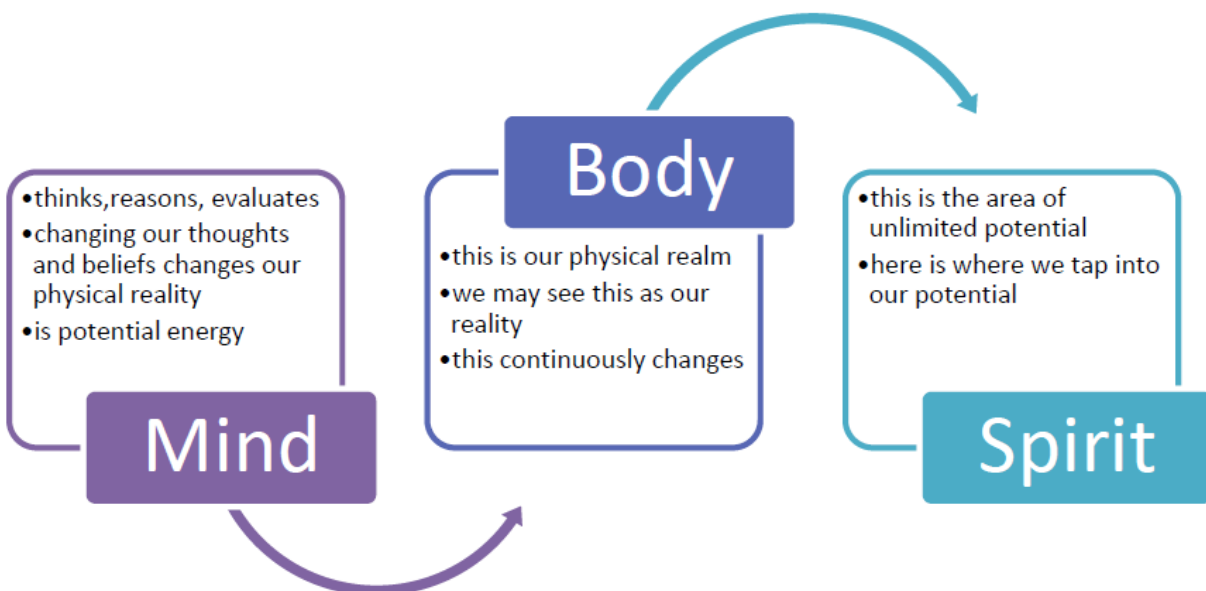 •thinks,reasons, evaluates
•changing our thoughts
and beliefs changes our
physical reality
•is potential energy
Mind
Body
•this is our physical realm
•we may see this as our
reality
•this continuously changes
•this is the area of
unlimited potential
•here is where we tap into
our potential
Spirit